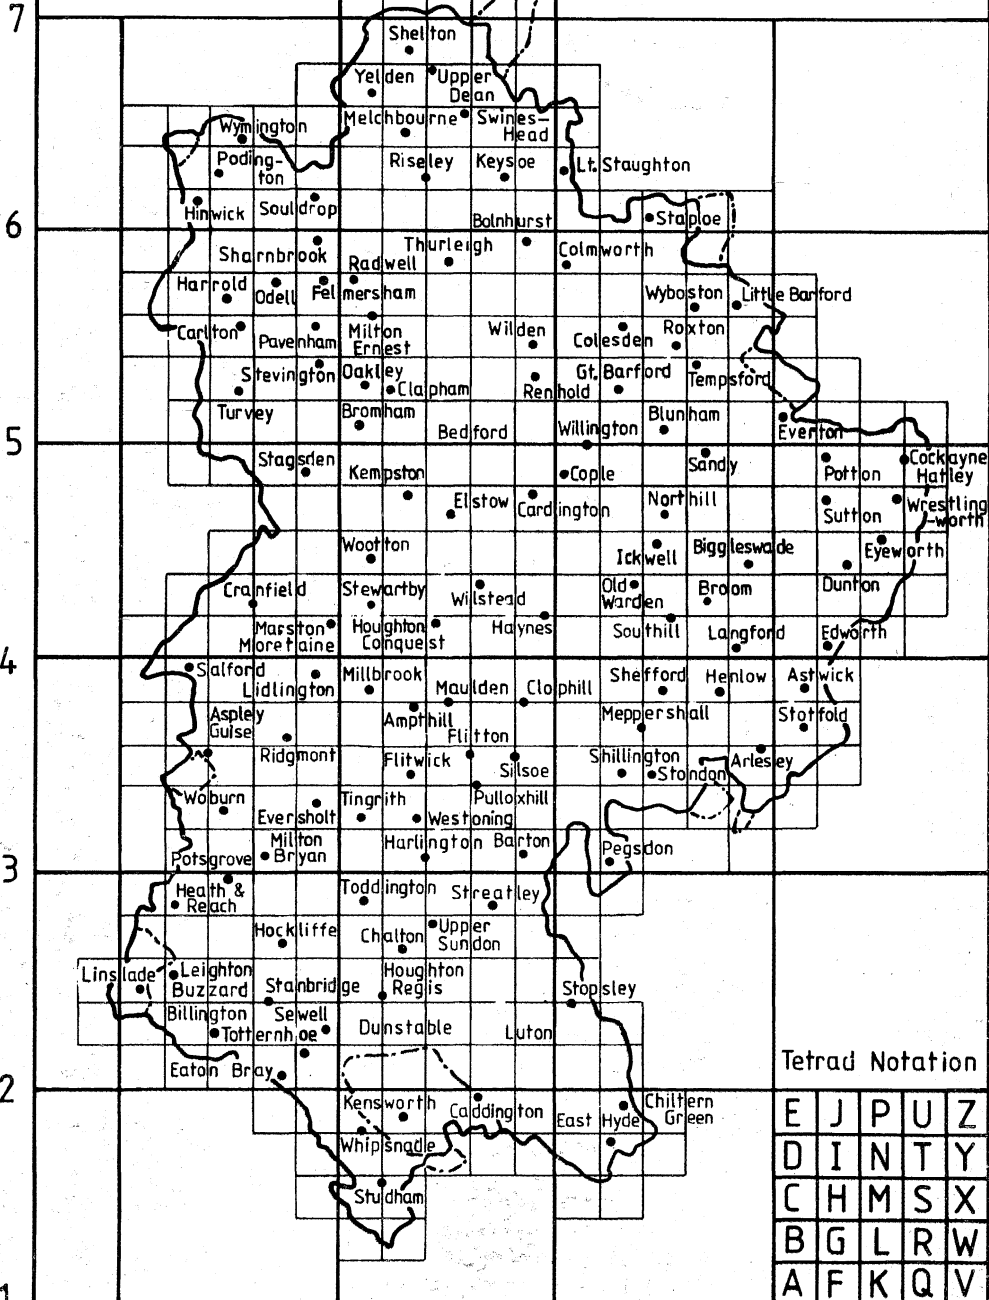 7
Shelton
Yelden
Upper
Dean
Melchbourne
Swines-
Head
Wymington
Poding-
ton
Riseley
Keysoe
Lt. Staughton
Hinwick
Souldrop
6
Bolnhurst
Staploe
Sharnbrook
Thurleigh
Colmworth
Radwell
Harrold
Odell
Felmersham
Wyboston
Little Barford
Carlton
Pavenham
Milton
Ernest
Wilden
Colesden
Roxton
Stevington
Oakley
Clapham
Renhold
Gt. Barford
Tempsford
Turvey
Bromham
Bedford
Willington
Blunham
Everton
5
Stagsden
Kempston
Cople
Sandy
Potton
Cockayne
Hatley
Elstow
Cardington
Northill
Sutton
Wrestling
-worth
Wootton
Ickwell
Biggleswade
Eyeworth
Cranfield
Stewartby
Wilstead
Old
Warden
Broom
Dunton
Marston
Moretaine
Houghton
Conquest
Haynes
Southill
Langford
Edworth
4
Salford
Lidlington
Millbrook
Maulden
Clophill
Shefford
Henlow
Astwick
Aspley
Guise
Ampthill
Meppershall
Stotfold
Ridgmont
Flitton
Flitwick
Silsoe
Shillington
Stondon
Arlesey
Woburn
Eversholt
Tingrith
Pulloxhill
Westoning
Milton
Bryan
Harlington
Barton
Pegsdon
Potsgrove
3
Heath &
Reach
Toddington
Streatley
Hockliffe
Chalton
Upper
Sundon
Linslade
Leighton
Buzzard
Stanbridge
Houghton
Regis
Stopsley
Billington
Sewell
Totternhoe
Dunstable
Luton
Eaton Bray
2
Kensworth
Caddington
East Hyde
Chiltern
Green
Whipsnade
Studham
1
Tetrad Notation
E J P U Z
D I N T Y
C H M S X
B G L R W
A F K Q V